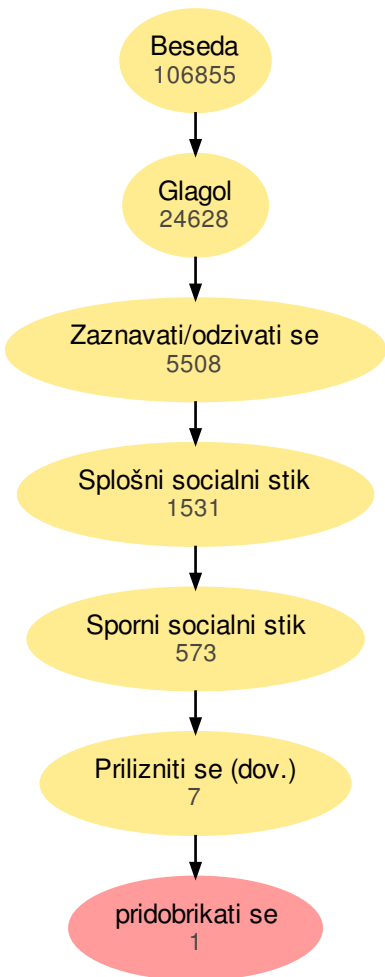 Beseda
106855
Glagol
24628
Zaznavati/odzivati se
5508
Splošni socialni stik
1531
Sporni socialni stik
573
Prilizniti se (dov.)
7
pridobrikati se
1